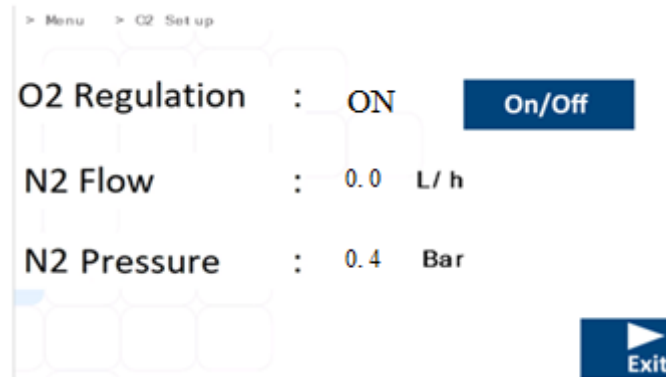 > Menu > O2 Set up
O2 Regulation : ON On/Off
N2 Flow : 0.0 L/h
N2 Pressure : 0.4 Bar
Exit